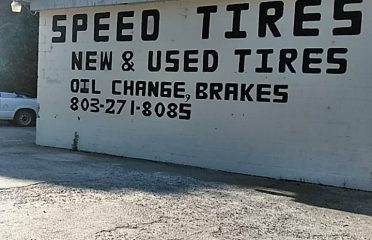 SPEED TIRES
NEW & USED TIRES
OIL CHANGE, BRAKES
803-271-8085